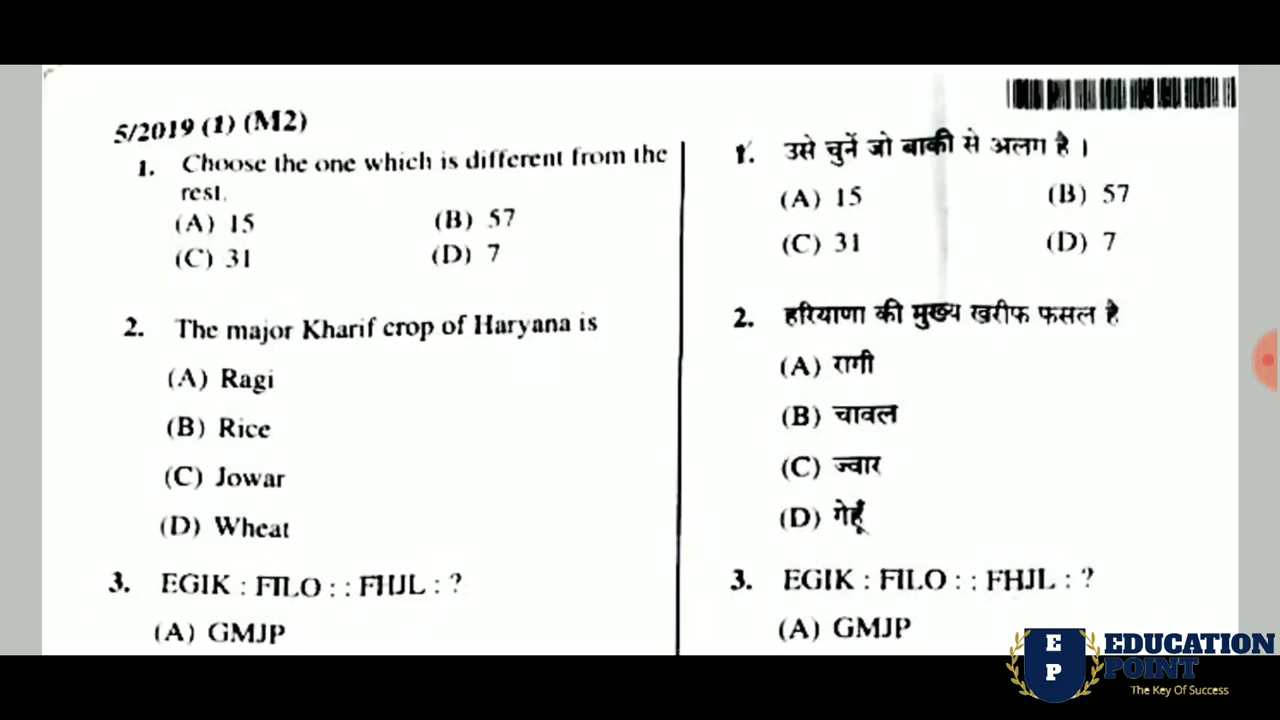 5/2019 (1) (M2)
1. Choose the one which is different from the
rest.
(A) 15 (B) 57
(C) 31 (D) 7
2. The major Kharif crop of Haryana is
(A) Ragi
(B) Rice
(C) Jowar
(D) Wheat
3. EGIK : FILO : : FHJL : ?
(A) GMJP
1. उसे चुनें जो बाकी से अलग है ।
(A) 15 (B) 57
(C) 31 (D) 7
2. हरियाणा की मुख्य खरीफ फसल है
(A) रागी
(B) चावल
(C) ज्वार
(D) गेहूँ
3. EGIK : FILO : : FHJL : ?
(A) GMJP
E
P
EDUCATION
POINT
The Key Of Success